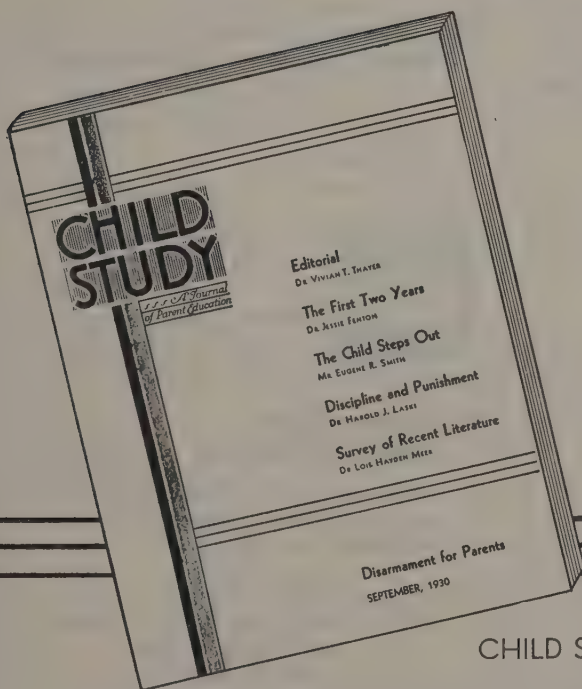 CHILD
STUDY
A Journal
of Parent Education
Editorial
DR VIVIAN T. THAYER
The First Two Years
DR JESSIE FENTON
The Child Steps Out
MR EUGENE R. SMITH
Discipline and Punishment
DR HAROLD J. LASKI
Survey of Recent Literature
DR LOIS HAYDEN MEEK
Disarmament for Parents
SEPTEMBER, 1930
CHILD S